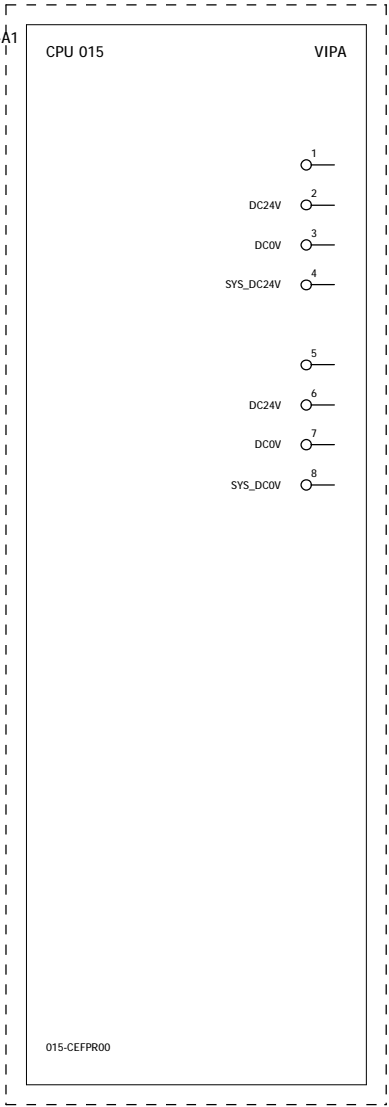 A1
CPU 015 VIPA
1
DC24V 2
DC0V 3
SYS_DC24V 4
5
DC24V 6
DC0V 7
SYS_DC0V 8
015-CEFPR00